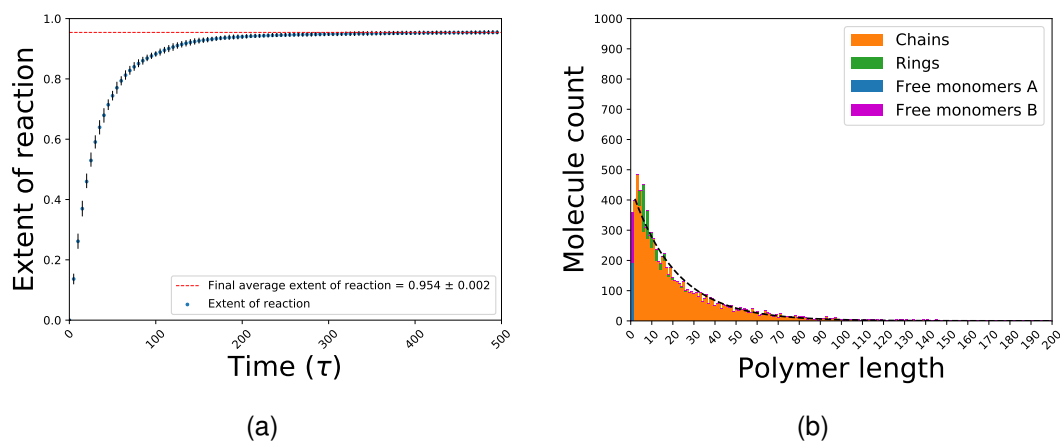 Extent of reaction
1.0
0.8
0.6
0.4
0.2
0.0
0
100
200
300
400
500
Time (τ)
Final average extent of reaction = 0.954 ± 0.002
Extent of reaction
(a)
Molecule count
1000
900
800
700
600
500
400
300
200
100
0
0 10 20 30 40 50 60 70 80 90 100 110 120 130 140 150 160 170 180 190 200
Polymer length
Chains
Rings
Free monomers A
Free monomers B
(b)